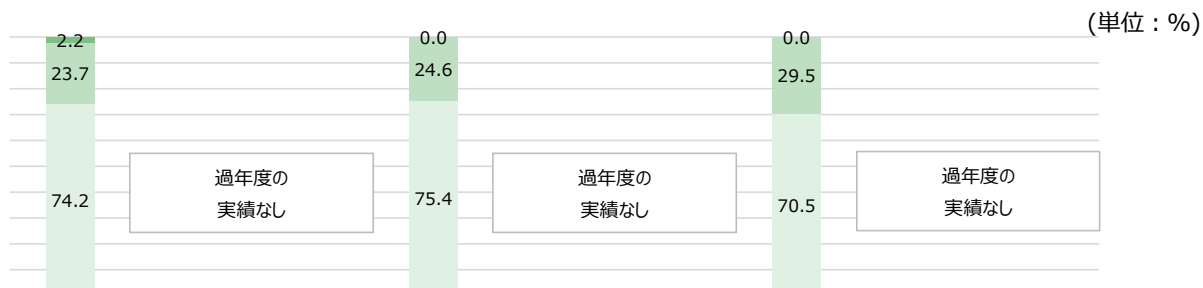 (単位：%)
2.2
0.0
0.0
23.7
24.6
29.5
過年度の
実績なし
過年度の
実績なし
過年度の
実績なし
74.2
75.4
70.5